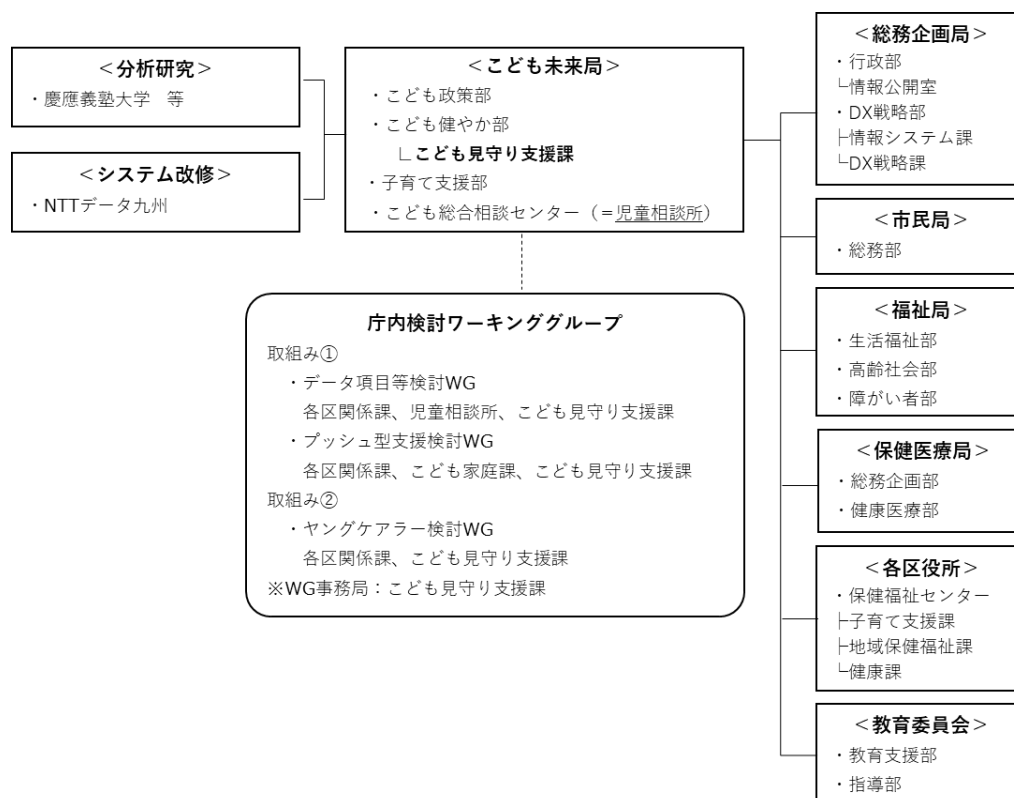 ＜分析研究＞
・慶應義塾大学　等
＜システム改修＞
・NTTデータ九州
＜こども未来局＞
・こども政策部
・こども健やか部
∟こども見守り支援課
・子育て支援部
・こども総合相談センター（＝児童相談所）
庁内検討ワーキンググループ
取組み①
・データ項目等検討WG
各区関係課、児童相談所、こども見守り支援課
・プッシュ型支援検討WG
各区関係課、こども家庭課、こども見守り支援課
取組み②
・ヤングケアラー検討WG
各区関係課、こども見守り支援課
※WG事務局：こども見守り支援課
＜総務企画局＞
・行政部
└情報公開室
・DX戦略部
├情報システム課
└DX戦略課
＜市民局＞
・総務部
＜福祉局＞
・生活福祉部
・高齢社会部
・障がい者部
＜保健医療局＞
・総務企画部
・健康医療部
＜各区役所＞
・保健福祉センター
├子育て支援課
├地域保健福祉課
└健康課
＜教育委員会＞
・教育支援部
・指導部